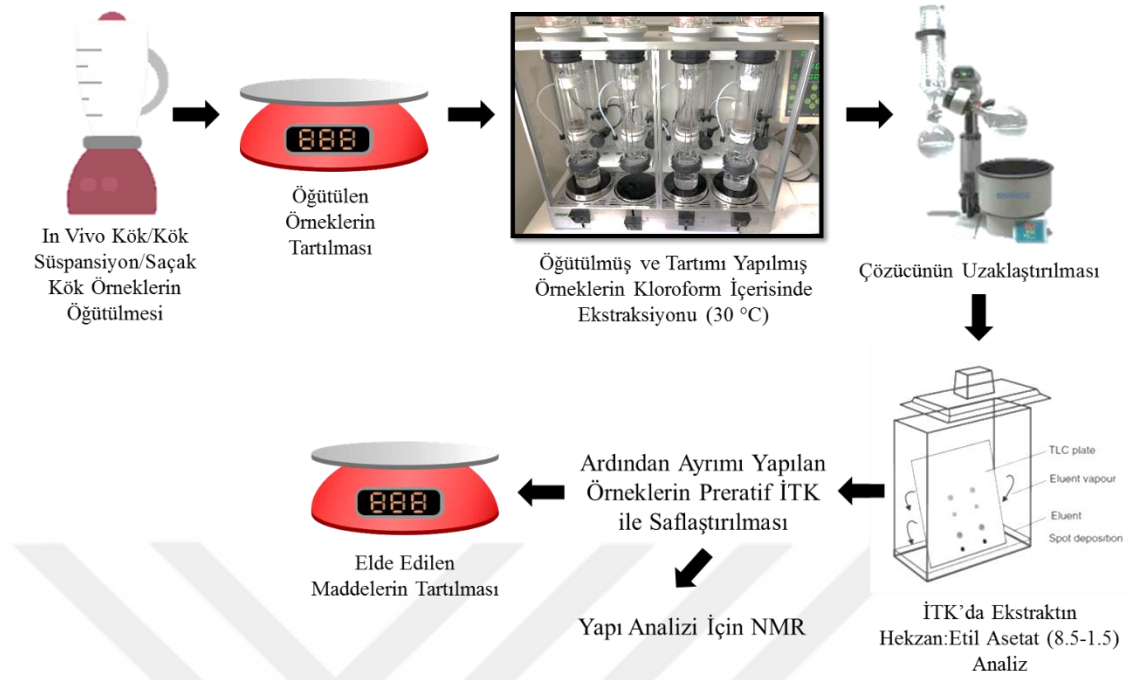 In Vivo Kök/Kök
Süspansiyon/Saçak
Kök Örneklerin
Öğütülmesi
888
Öğütülen
Örneklerin
Tartılması
Öğütülmüş ve Tartımı Yapılmış
Örneklerin Kloroform İçerisinde
Ekstraksiyonu (30 °C)
Çözücünün Uzaklaştırılması
TLC plate
Eluent vapour
Eluent
Spot deposition
İTK’da Ekstraktın
Hekzan:Etil Asetat (8.5-1.5)
Analiz
Ardından Ayrımı Yapılan
Örneklerin Preratif İTK
ile Saflaştırılması
888
Elde Edilen
Maddelerin Tartılması
Yapı Analizi İçin NMR